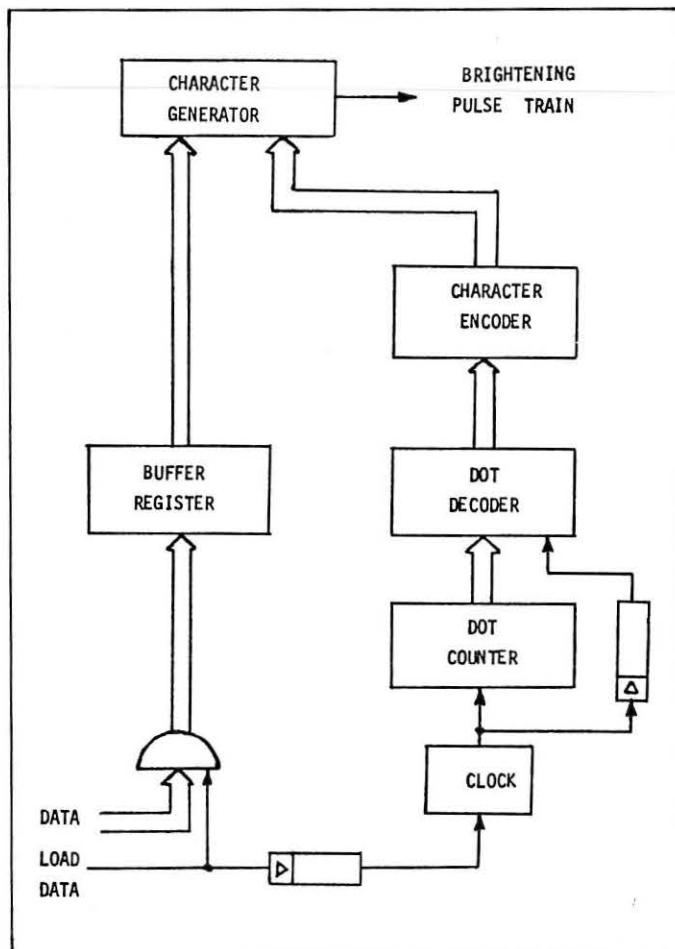 CHARACTER
GENERATOR
BRIGHTENING
PULSE TRAIN
CHARACTER
ENCODER
BUFFER
REGISTER
DOT
DECODER
DOT
COUNTER
CLOCK
DATA
LOAD
DATA